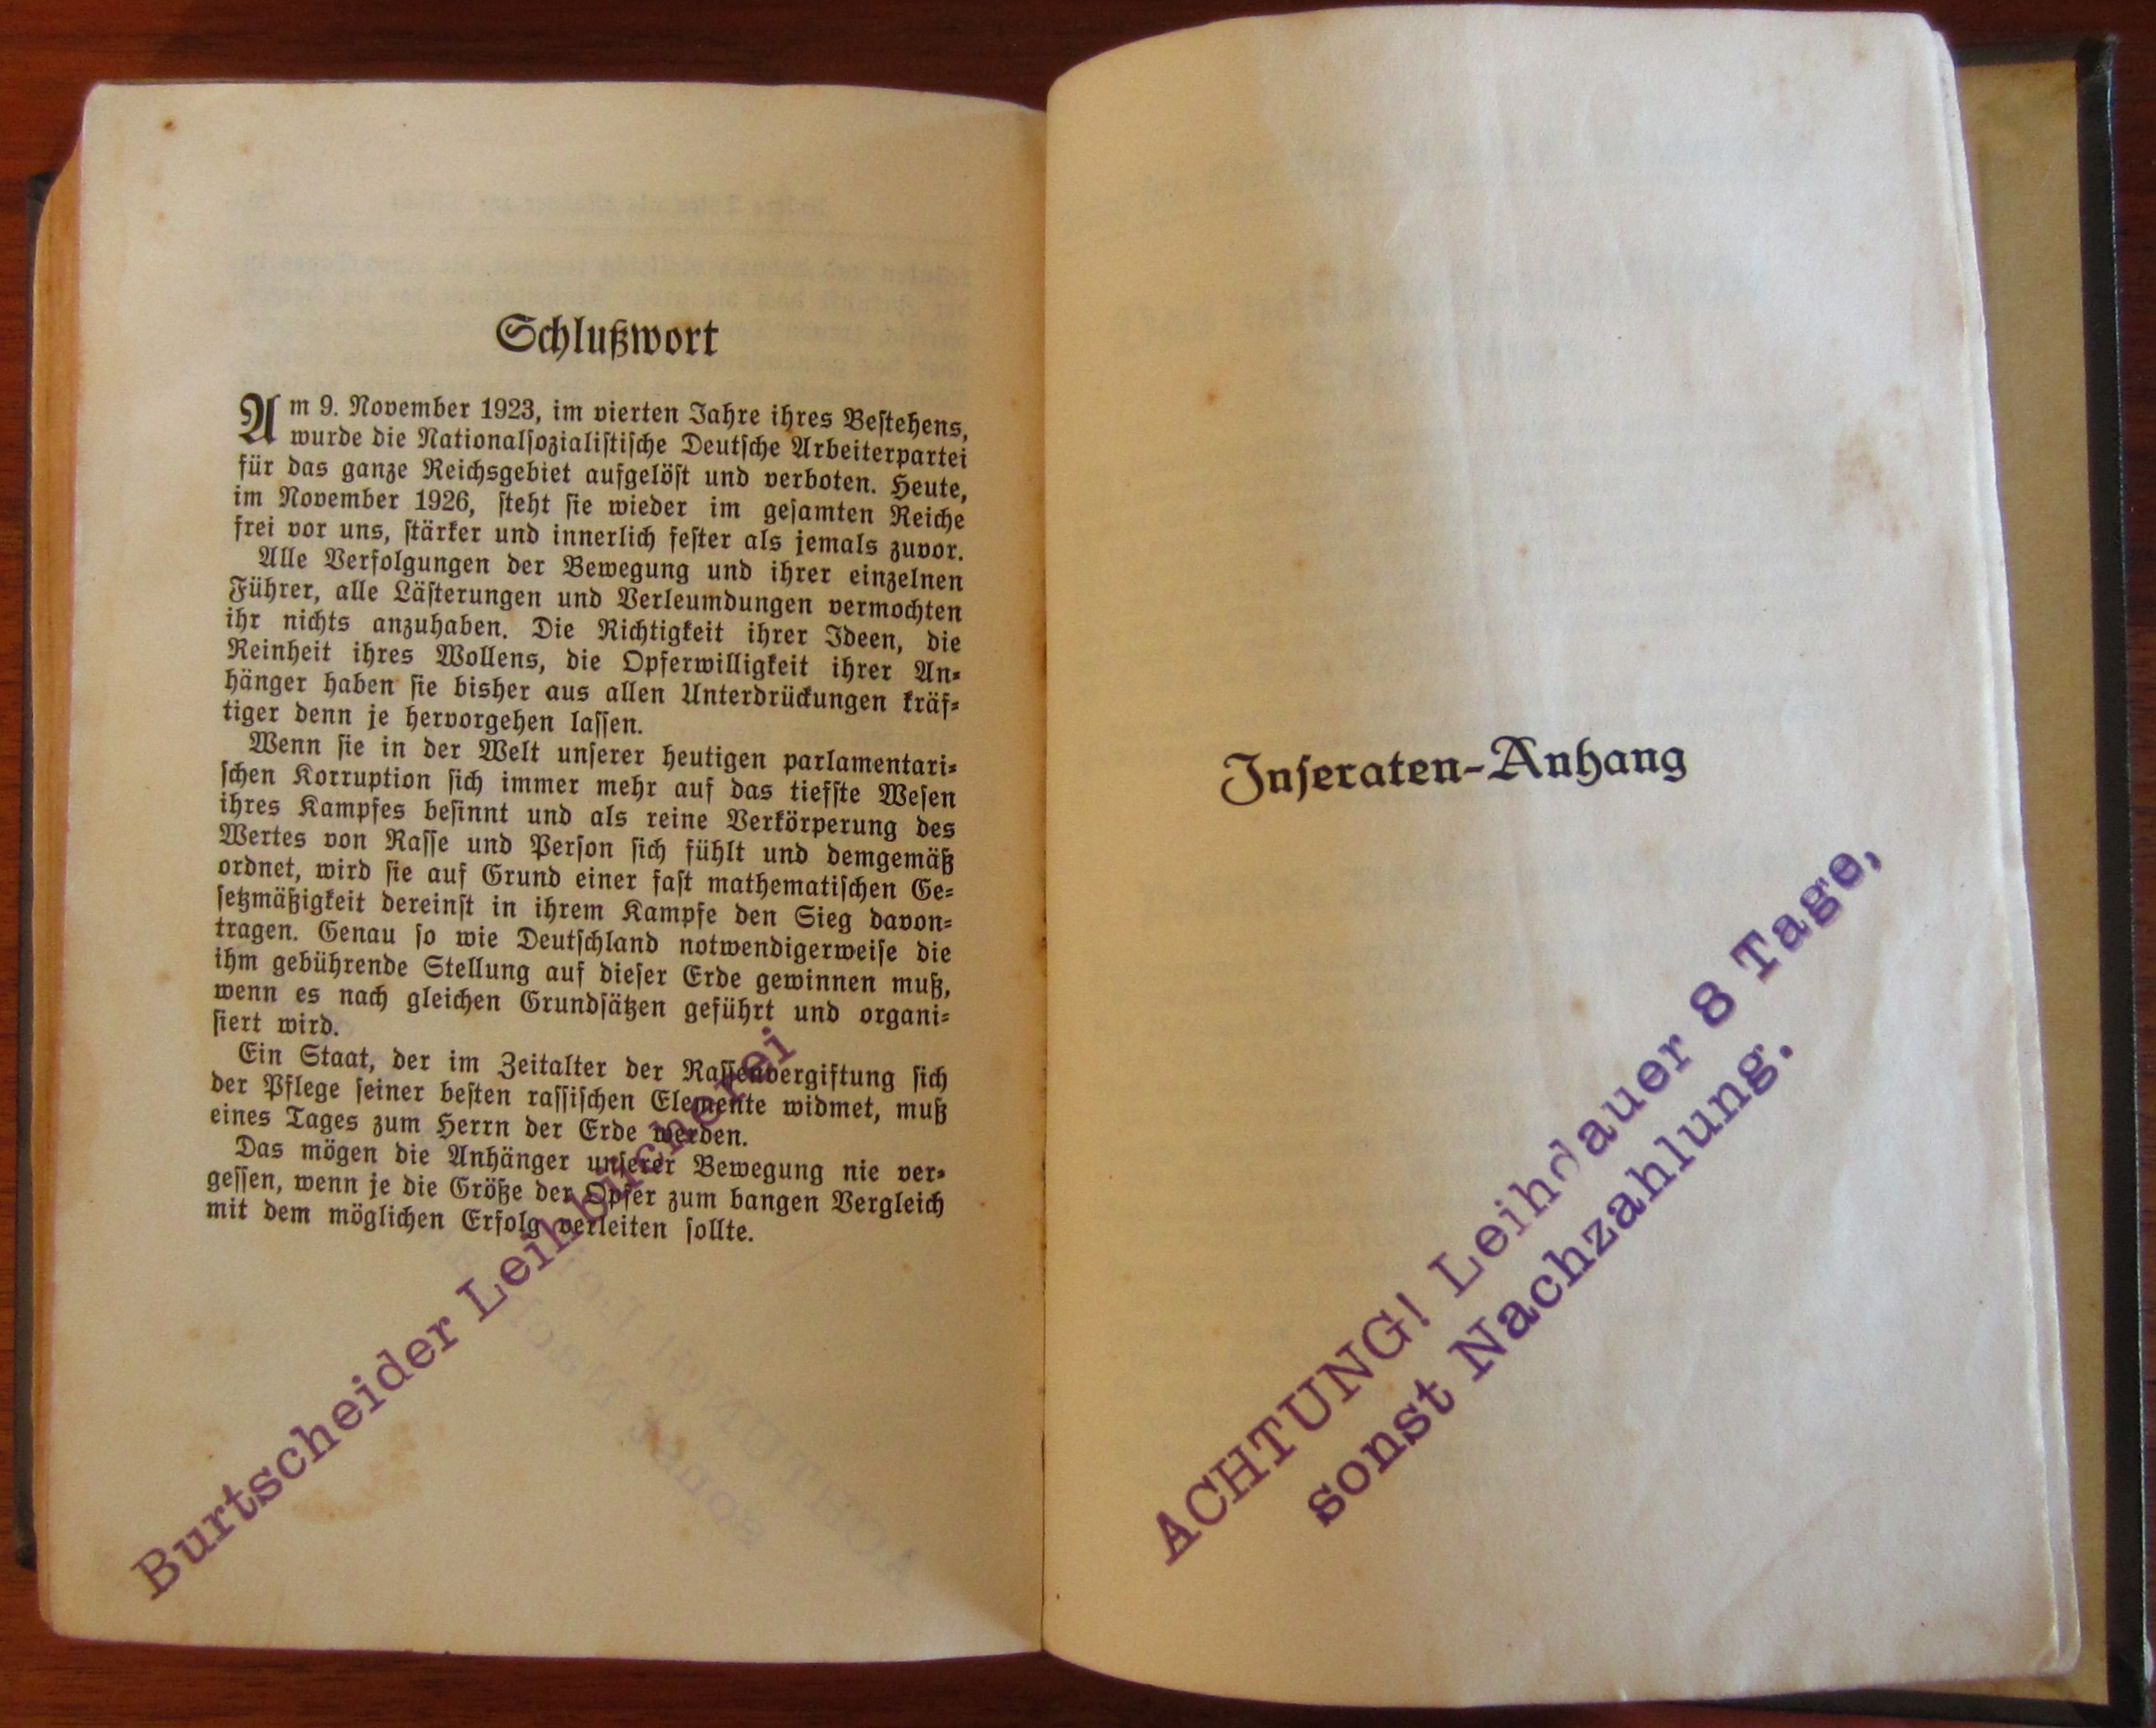 Schlußwort
Am 9. November 1923, im vierten Jahre ihres Bestehens,
wurde die Nationalsozialistische Deutsche Arbeiterpartei
für das ganze Reichsgebiet aufgelöst und verboten. Heute,
im November 1926, steht sie wieder im gesamten Reiche
frei vor uns, stärker und innerlich fester als jemals zuvor.
Alle Verfolgungen der Bewegung und ihrer einzelnen
Führer, alle Lästerungen und Verleumdungen vermochten
ihr nichts anzuhaben. Die Richtigkeit ihrer Ideen, die
Reinheit ihres Wollens, die Opferwilligkeit ihrer An-
hänger haben sie bisher aus allen Unterdrückungen kräf-
tiger denn je hervorgehen lassen.
Wenn sie in der Welt unserer heutigen parlamentari-
schen Korruption sich immer mehr auf das tiefste Wesen
ihres Kampfes besinnt und als reine Verkörperung des
Wertes von Rasse und Person sich fühlt und demgemäß
ordnet, wird sie auf Grund einer fast mathematischen Ge-
setzmäßigkeit dereinst in ihrem Kampfe den Sieg davon-
tragen. Genau so wie Deutschland notwendigerweise die
ihm gebührende Stellung auf dieser Erde gewinnen muß,
wenn es nach gleichen Grundsätzen geführt und organi-
siert wird.
Ein Staat, der im Zeitalter der Rassenvergiftung sich
der Pflege seiner besten rassischen Elemente widmet, muß
eines Tages zum Herrn der Erde werden.
Das mögen die Anhänger unserer Bewegung nie ver-
gessen, wenn je die Größe der Opfer zum bangen Vergleich
mit dem möglichen Erfolg verleiten sollte.
Burtscheider Leihbücherei
Inseraten-Anhang
ACHTUNG! Leihdauer 8 Tage,
sonst Nachzahlung.